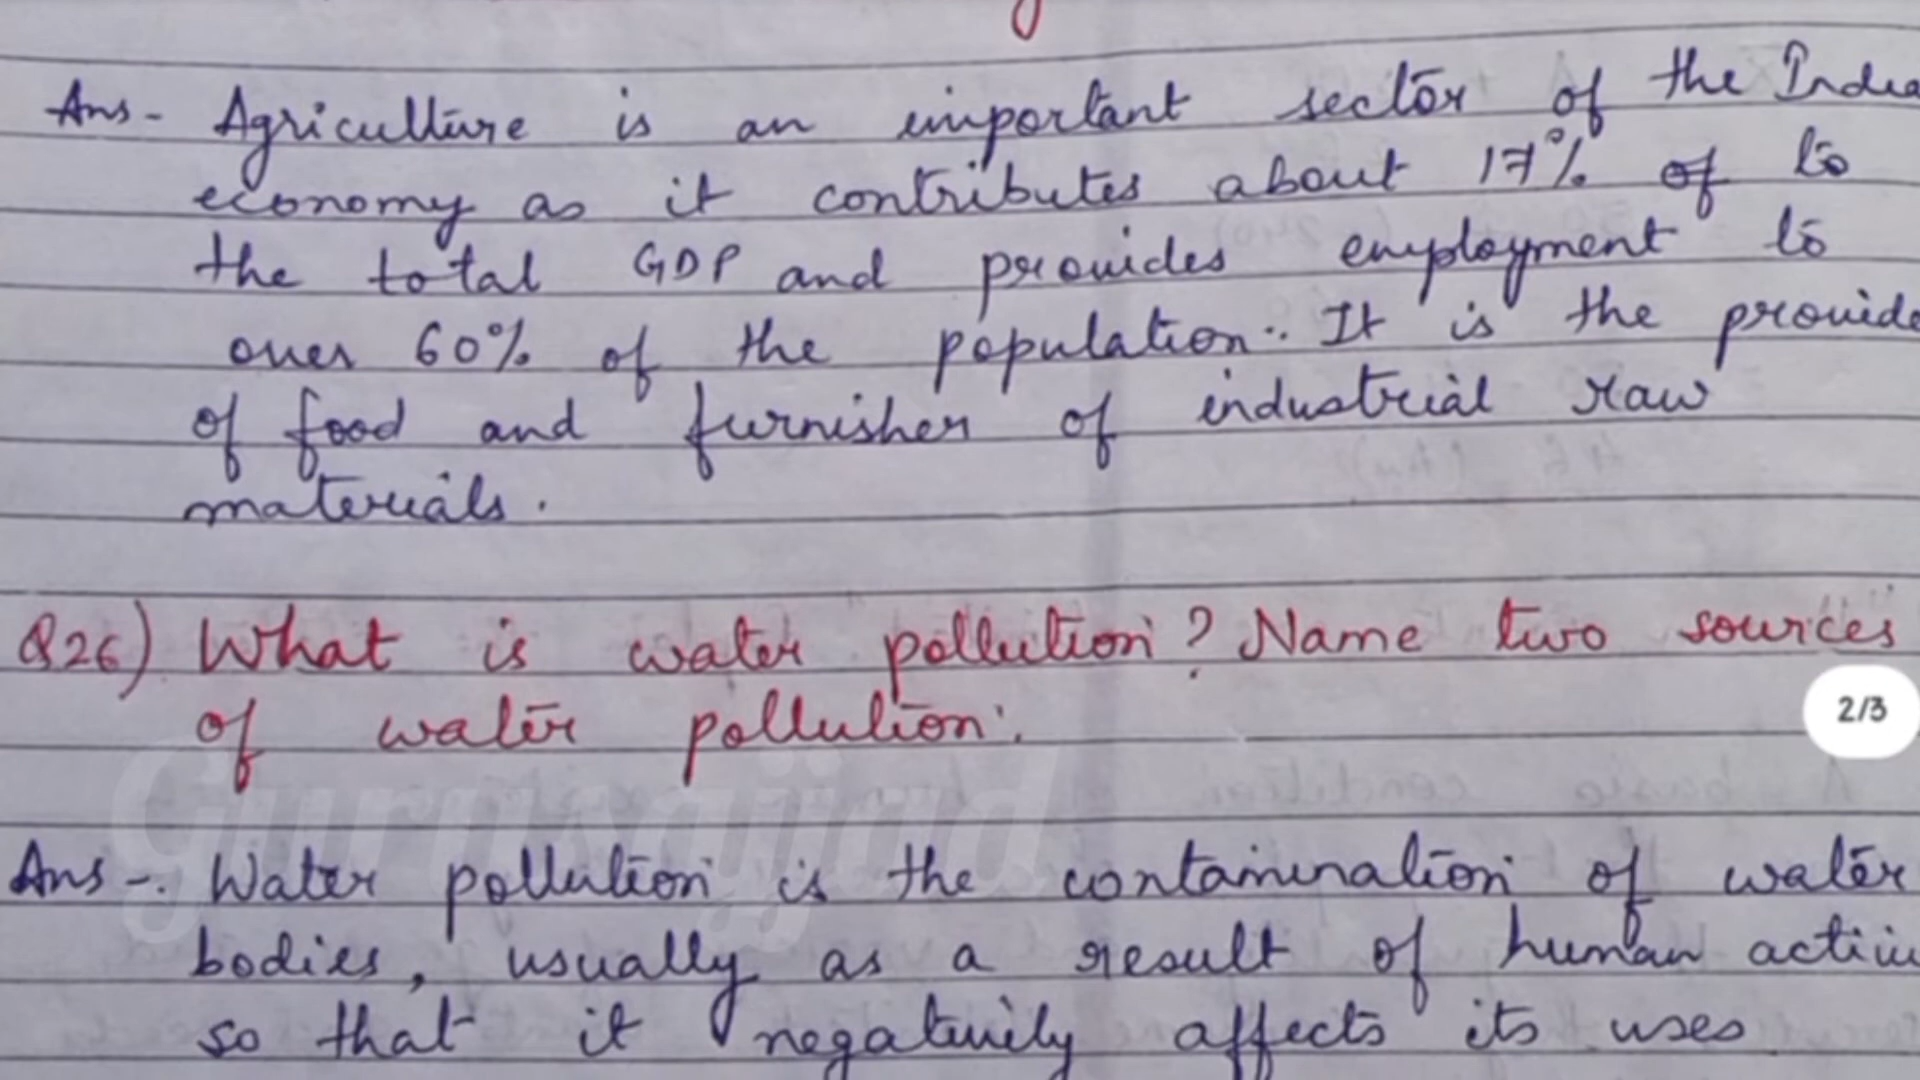 Ans- Agriculture is an important sector of the India
economy as it contributes about 17% of to
the total GDP and provides employment to
over 60% of the population. It is the provide
of food and furnisher of industrial raw
materials.
Q26) What is water pollution? Name two sources
of water pollution.
2/3
Ans-. Water pollution is the contamination of water
bodies, usually as a result of human activi
so that it negatively affects its uses